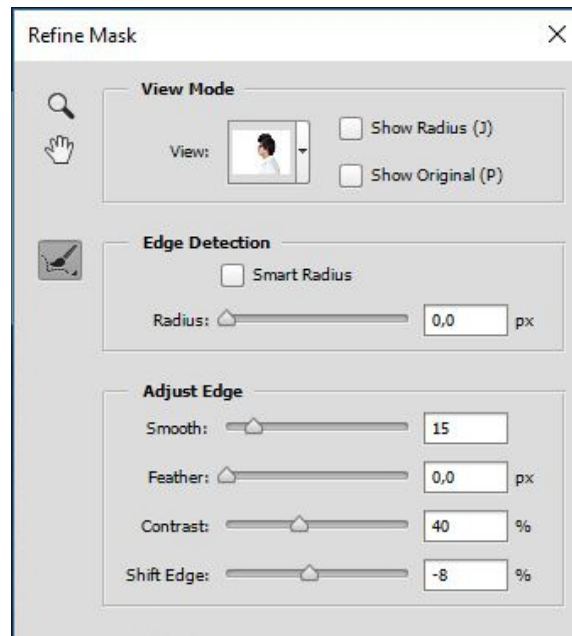 Refine Mask
View Mode
View:
Show Radius (J)
Show Original (P)
Edge Detection
Smart Radius
Radius: 0,0 px
Adjust Edge
Smooth: 15
Feather: 0,0 px
Contrast: 40 %
Shift Edge: -8 %